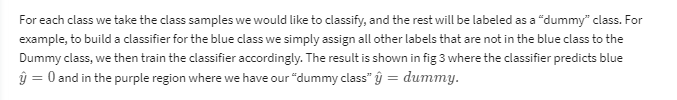 For each class we take the class samples we would like to classify, and the rest will be labeled as a “dummy” class. For
example, to build a classifier for the blue class we simply assign all other labels that are not in the blue class to the
Dummy class, we then train the classifier accordingly. The result is shown in fig 3 where the classifier predicts blue
ŷ = 0 and in the purple region where we have our “dummy class” ŷ = dummy.